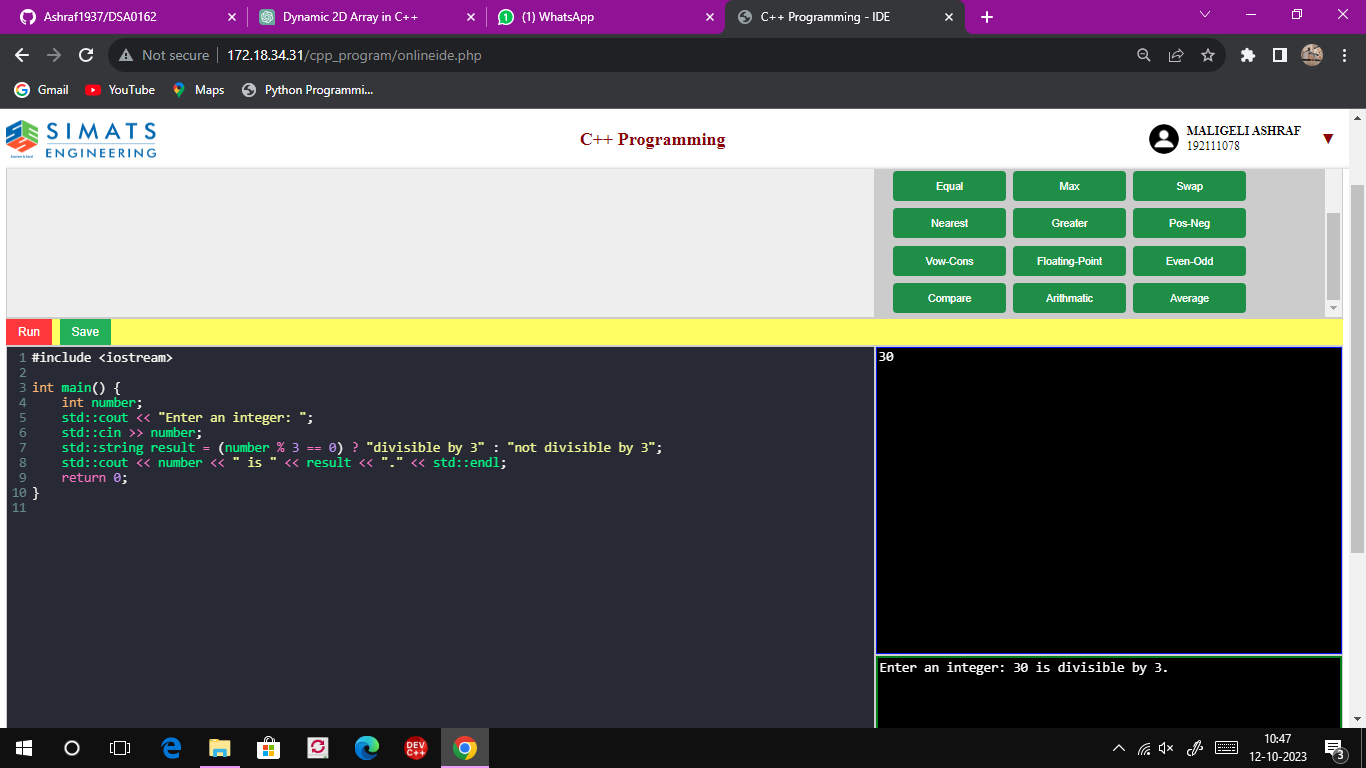 Ashraf1937/DSA0162
Dynamic 2D Array in C++
(1) WhatsApp
C++ Programming - IDE
Not secure 172.18.34.31/cpp_program/onlineide.php
Gmail YouTube Maps Python Programmi...
SIMATS
ENGINEERING
C++ Programming
MALIGELI ASHRAF
192111078
Equal Max Swap
Nearest Greater Pos-Neg
Vow-Cons Floating-Point Even-Odd
Compare Arithmatic Average
Run Save
1 #include <iostream>
2
3 int main() {
4     int number;
5     std::cout << "Enter an integer: ";
6     std::cin >> number;
7     std::string result = (number % 3 == 0) ? "divisible by 3" : "not divisible by 3";
8     std::cout << number << " is " << result << "." << std::endl;
9     return 0;
10 }
11
30
Enter an integer: 30 is divisible by 3.
DEV
C++
10:47
12-10-2023
3